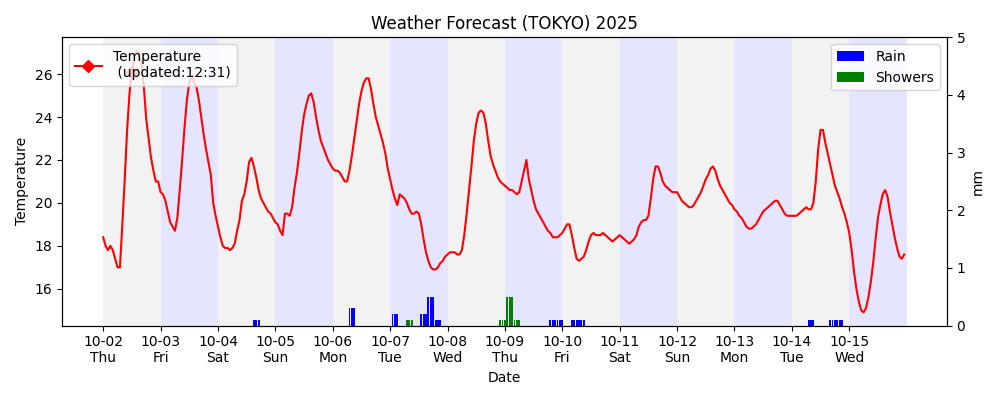 Weather Forecast (TOKYO) 2025
Temperature
(updated:12:31)
Rain
Showers
Temperature
26
24
22
20
18
16
5
4
3
2
1
0
mm
10-02 10-03 10-04 10-05 10-06 10-07 10-08 10-09 10-10 10-11 10-12 10-13 10-14 10-15
Thu Fri Sat Sun Mon Tue Wed Thu Fri Sat Sun Mon Tue Wed
Date